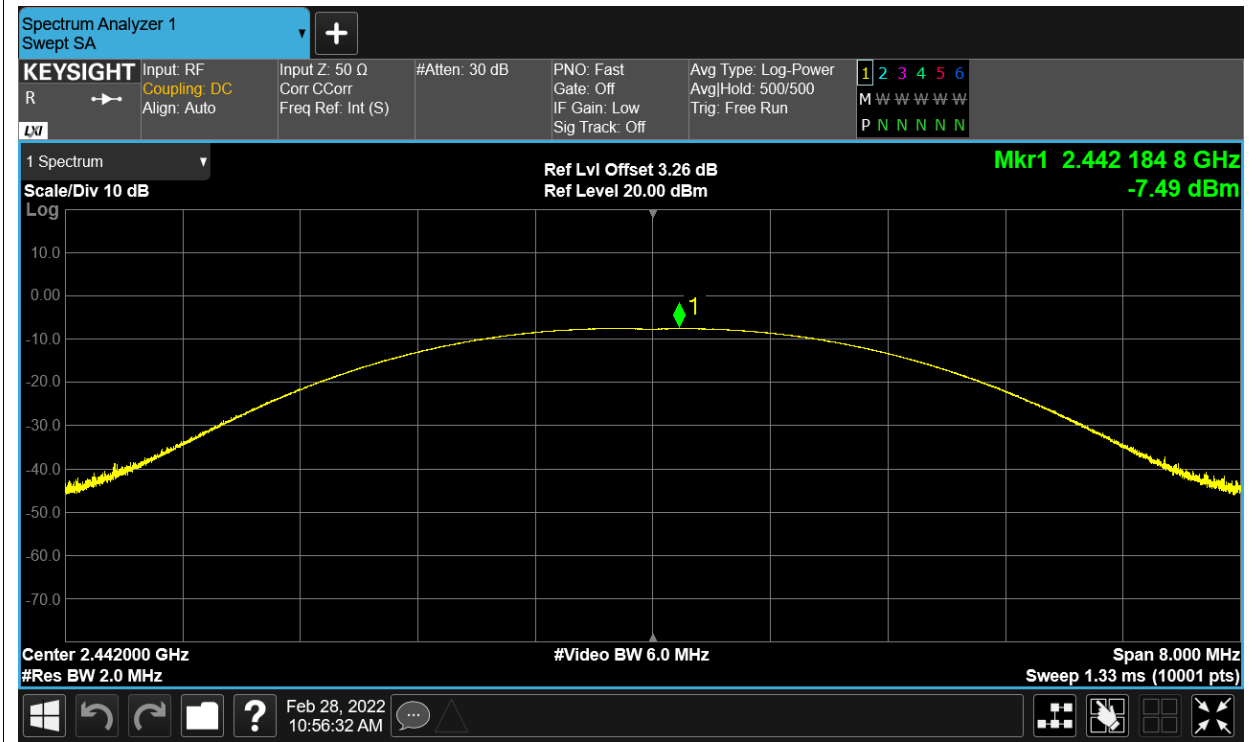 Spectrum Analyzer 1
Swept SA
KEYSIGHT
R
LXI
Input: RF
Coupling: DC
Align: Auto
Input Z: 50 Ω
Corr CCorr
Freq Ref: Int (S)
#Atten: 30 dB
PNO: Fast
Gate: Off
IF Gain: Low
Sig Track: Off
Avg Type: Log-Power
Avg|Hold: 500/500
Trig: Free Run
1 2 3 4 5 6
M W W W W W
P N N N N N
1 Spectrum
Scale/Div 10 dB
Log
Ref Lvl Offset 3.26 dB
Ref Level 20.00 dBm
Mkr1 2.442 184 8 GHz
-7.49 dBm
10.0
0.00
1
-10.0
-20.0
-30.0
-40.0
-50.0
-60.0
-70.0
Center 2.442000 GHz
#Res BW 2.0 MHz
#Video BW 6.0 MHz
Span 8.000 MHz
Sweep 1.33 ms (10001 pts)
?
Feb 28, 2022
10:56:32 AM